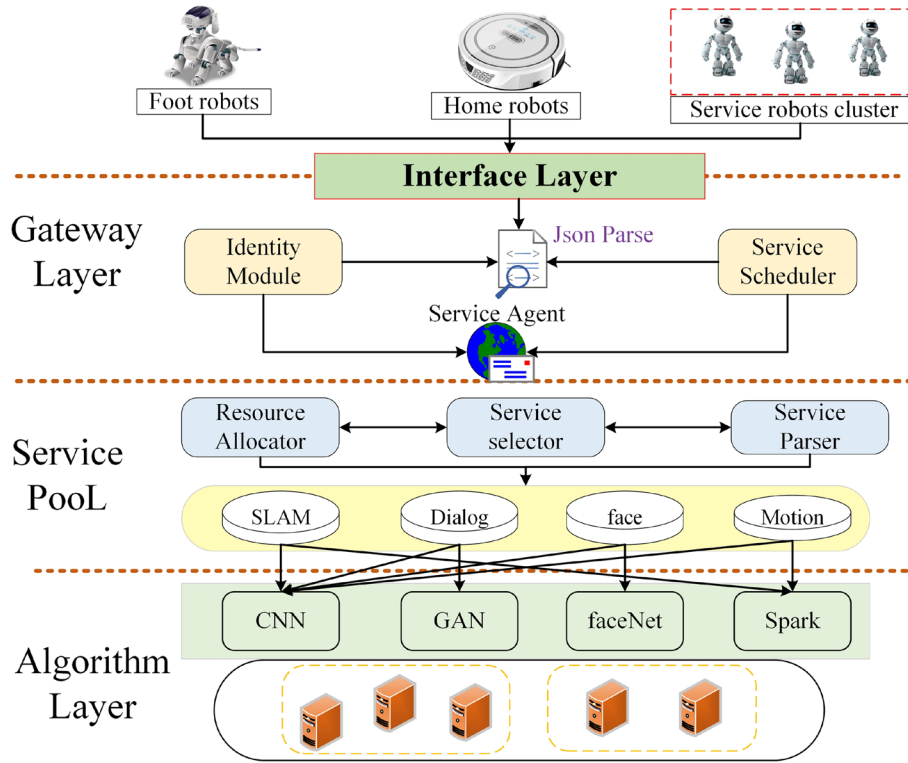 Foot robots
Home robots
Service robots cluster
Interface Layer
Gateway
Layer
Identity
Module
Json Parse
Service
Scheduler
Service Agent
Service
PooL
Resource
Allocator
Service
selector
Service
Parser
SLAM
Dialog
face
Motion
Algorithm
Layer
CNN
GAN
faceNet
Spark